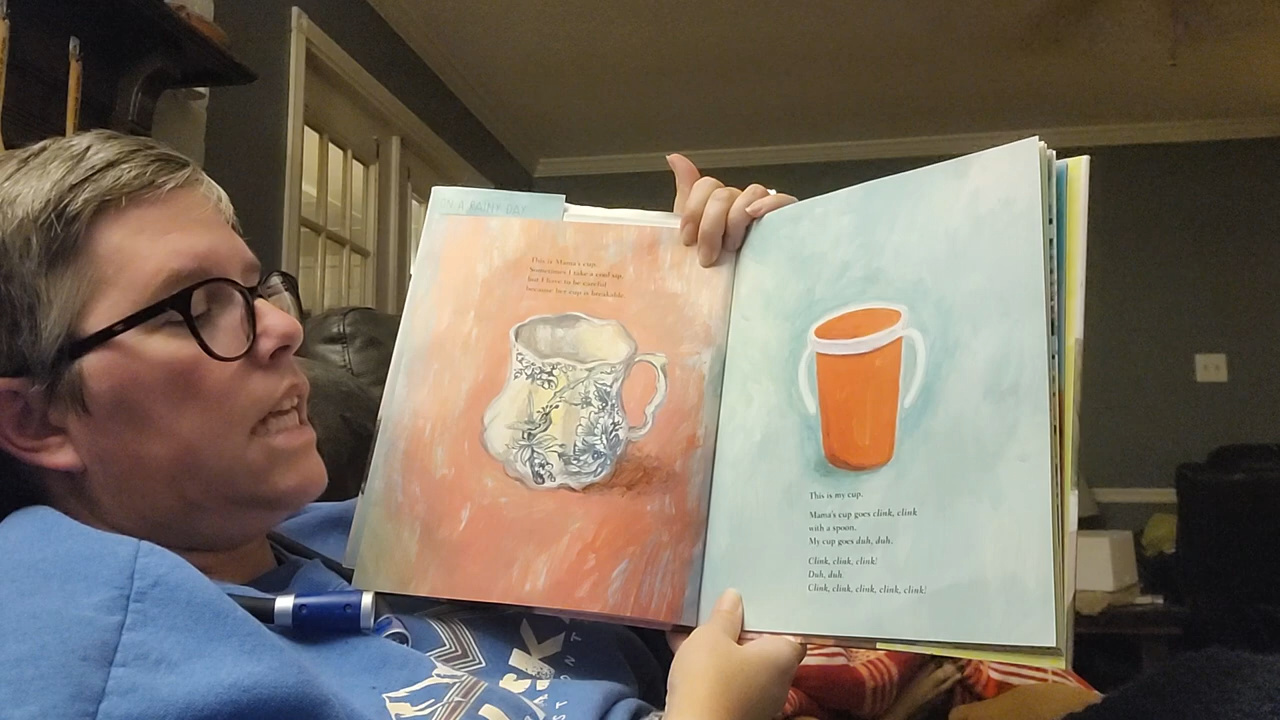 ON A RAINY DAY
This is Mama's cup.
Sometimes I take a cool sip,
but I have to be careful
because her cup is breakable.
This is my cup.
Mama's cup goes clink, clink
with a spoon.
My cup goes duh, duh.
Clink, clink, clink!
Duh, duh
Clink, clink, clink, clink, clink!